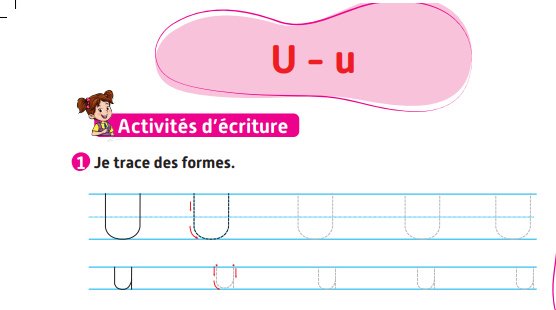 U - u
Activités d'écriture
1 Je trace des formes.
U U U U U
u u u u u